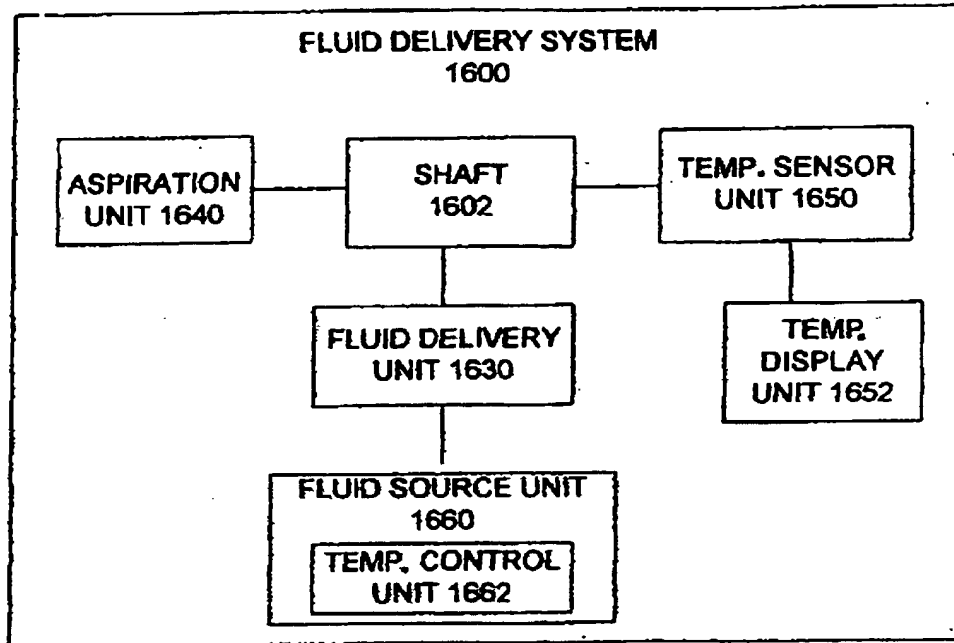 FLUID DELIVERY SYSTEM
1600
ASPIRATION
UNIT 1640
SHAFT
1602
TEMP. SENSOR
UNIT 1650
FLUID DELIVERY
UNIT 1630
TEMP.
DISPLAY
UNIT 1652
FLUID SOURCE UNIT
1660
TEMP. CONTROL
UNIT 1662